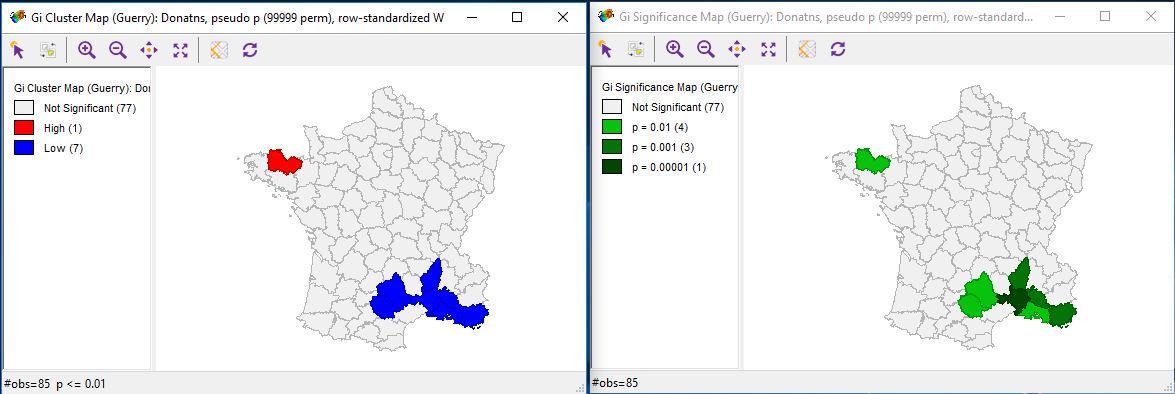 Gi Cluster Map (Guerry): Donatns, pseudo p (99999 perm), row-standardized W
Gi Cluster Map (Guerry): Don
Not Significant (77)
High (1)
Low (7)
#obs=85 p <= 0.01
Gi Significance Map (Guerry): Donatns, pseudo p (99999 perm), row-standard...
Gi Significance Map (Guerry
Not Significant (77)
p = 0.01 (4)
p = 0.001 (3)
p = 0.00001 (1)
#obs=85